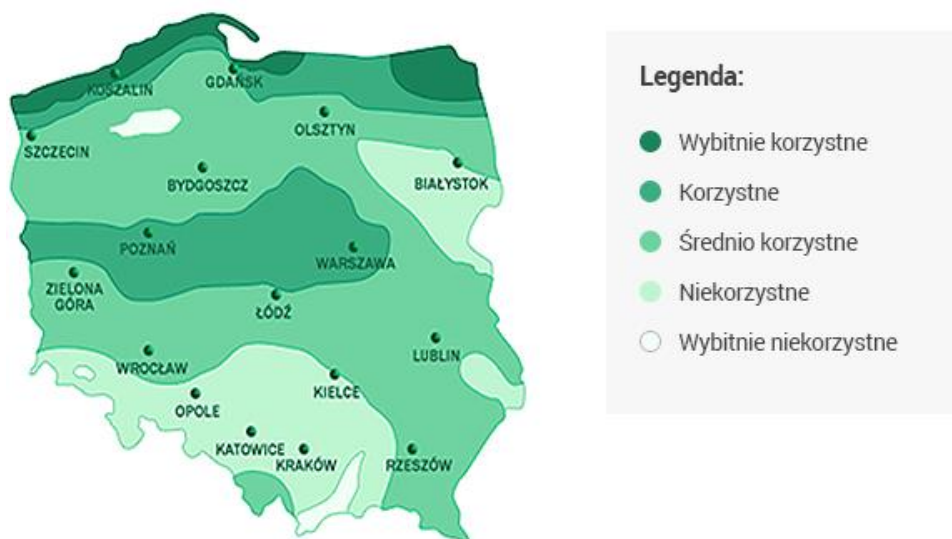 KOSZALIN
GDAŃSK
OLSZTYN
SZCZECIN
BYDGOSZCZ
BIAŁYSTOK
POZNAŃ
WARSZAWA
ZIELONA
GÓRA
ŁÓDŹ
WROCŁAW
LUBLIN
KIELCE
OPOLE
KATOWICE
KRAKÓW
RZESZÓW
Legenda:
Wybitnie korzystne
Korzystne
Średnio korzystne
Niekorzystne
Wybitnie niekorzystne